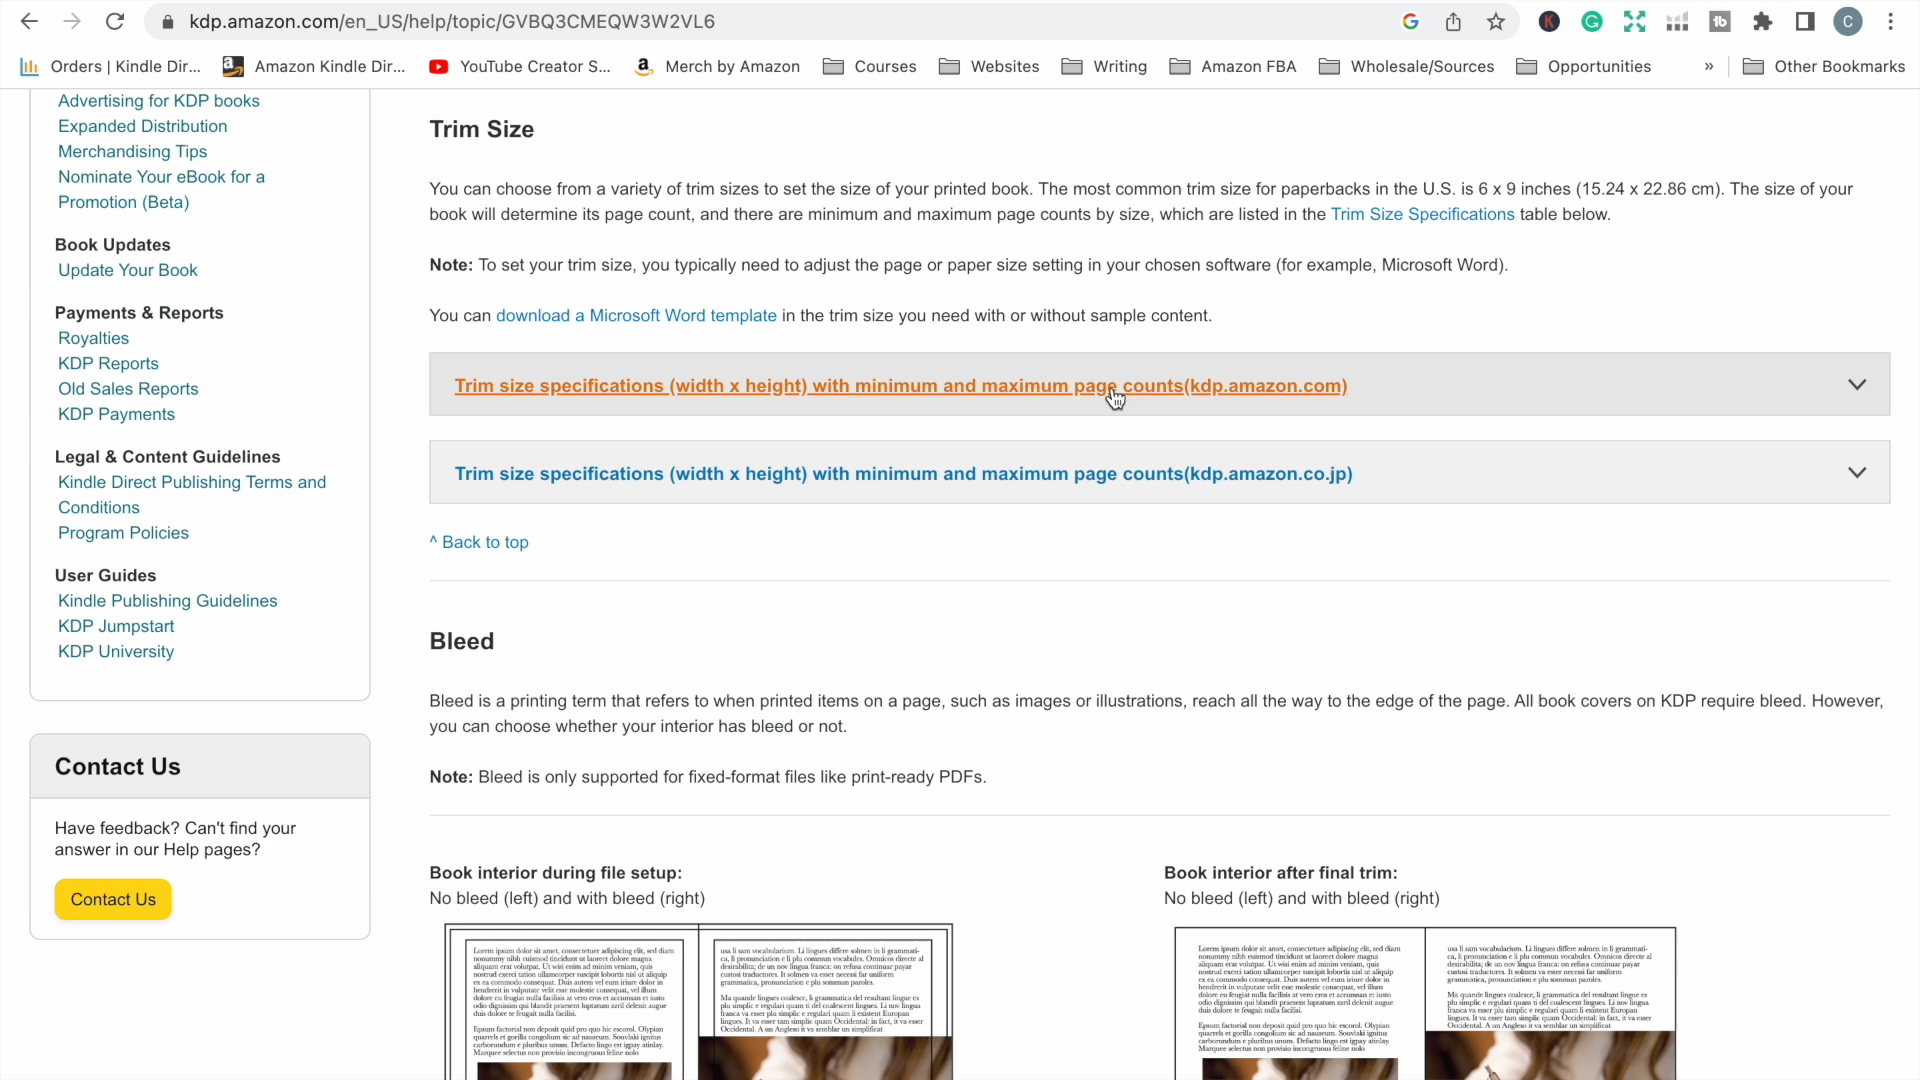 kdp.amazon.com/en_US/help/topic/GVBQ3CMEQW3W2VL6
C
Orders | Kindle Dir...
Amazon Kindle Dir...
YouTube Creator S...
Merch by Amazon
Courses
Websites
Writing
Amazon FBA
Wholesale/Sources
Opportunities
»
Other Bookmarks
Advertising for KDP books
Expanded Distribution
Merchandising Tips
Nominate Your eBook for a
Promotion (Beta)
Book Updates
Update Your Book
Payments & Reports
Royalties
KDP Reports
Old Sales Reports
KDP Payments
Legal & Content Guidelines
Kindle Direct Publishing Terms and
Conditions
Program Policies
User Guides
Kindle Publishing Guidelines
KDP Jumpstart
KDP University
Contact Us
Have feedback? Can't find your
answer in our Help pages?
Contact Us
Trim Size
You can choose from a variety of trim sizes to set the size of your printed book. The most common trim size for paperbacks in the U.S. is 6 x 9 inches (15.24 x 22.86 cm). The size of your
book will determine its page count, and there are minimum and maximum page counts by size, which are listed in the Trim Size Specifications table below.
Note: To set your trim size, you typically need to adjust the page or paper size setting in your chosen software (for example, Microsoft Word).
You can download a Microsoft Word template in the trim size you need with or without sample content.
Trim size specifications (width x height) with minimum and maximum page counts(kdp.amazon.com)
Trim size specifications (width x height) with minimum and maximum page counts(kdp.amazon.co.jp)
^ Back to top
Bleed
Bleed is a printing term that refers to when printed items on a page, such as images or illustrations, reach all the way to the edge of the page. All book covers on KDP require bleed. However,
you can choose whether your interior has bleed or not.
Note: Bleed is only supported for fixed-format files like print-ready PDFs.
Book interior during file setup:
No bleed (left) and with bleed (right)
Book interior after final trim:
No bleed (left) and with bleed (right)